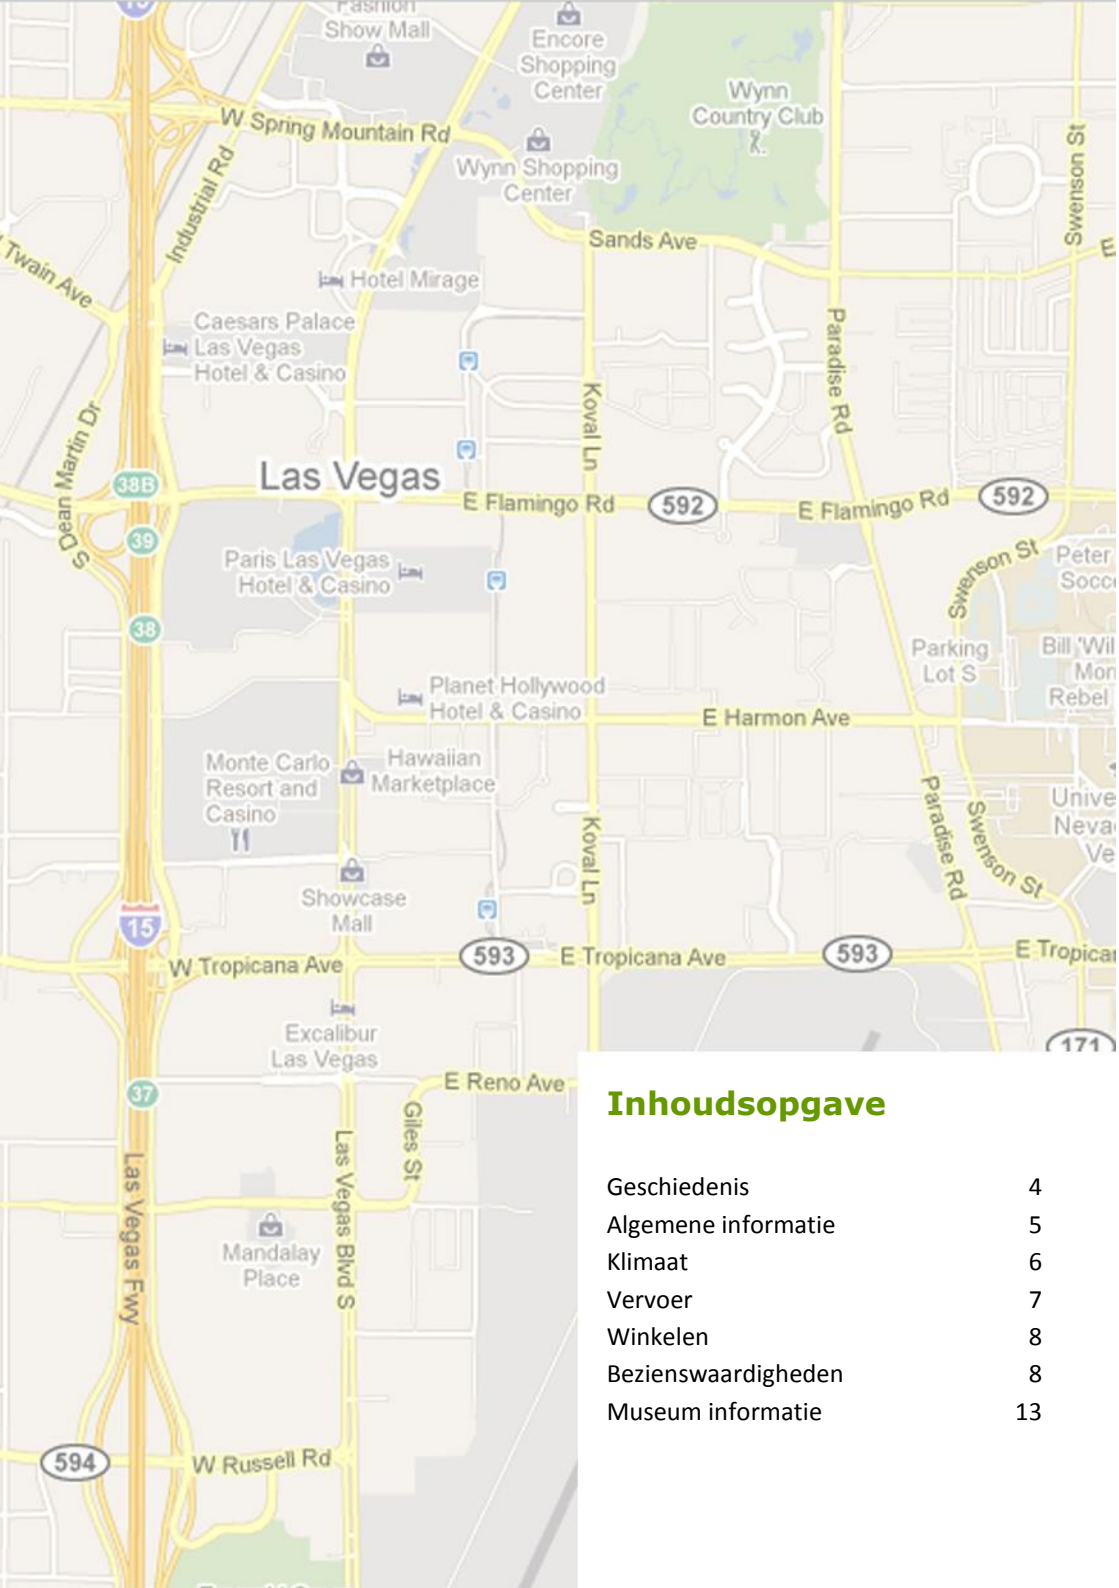 15
Fashion
Show Mall
Encore
Shopping
Center
Wynn
Country Club
W Spring Mountain Rd
Wynn Shopping
Center
Industrial Rd
Swenson St
Sands Ave
E
Twain Ave
Hotel Mirage
Caesars Palace
Las Vegas
Hotel & Casino
Paradise Rd
Koval Ln
S Dean Martin Dr
Las Vegas
38B
E Flamingo Rd
592
E Flamingo Rd
592
39
Paris Las Vegas
Hotel & Casino
Swenson St
Peter
Socce
38
Parking
Lot S
Bill 'Wil
Mor
Rebel
Planet Hollywood
Hotel & Casino
E Harmon Ave
Monte Carlo
Resort and
Casino
Hawaiian
Marketplace
Paradise Rd
Swenson St
Unive
Neva
Ve
Koval Ln
Showcase
Mall
15
W Tropicana Ave
593
E Tropicana Ave
593
E Tropica
Excalibur
Las Vegas
171
37
E Reno Ave
Giles St
Las Vegas Fwy
Las Vegas Blvd S
Mandalay
Place
594
W Russell Rd
Inhoudsopgave
Geschiedenis 4
Algemene informatie 5
Klimaat 6
Vervoer 7
Winkelen 8
Bezienswaardigheden 8
Museum informatie 13